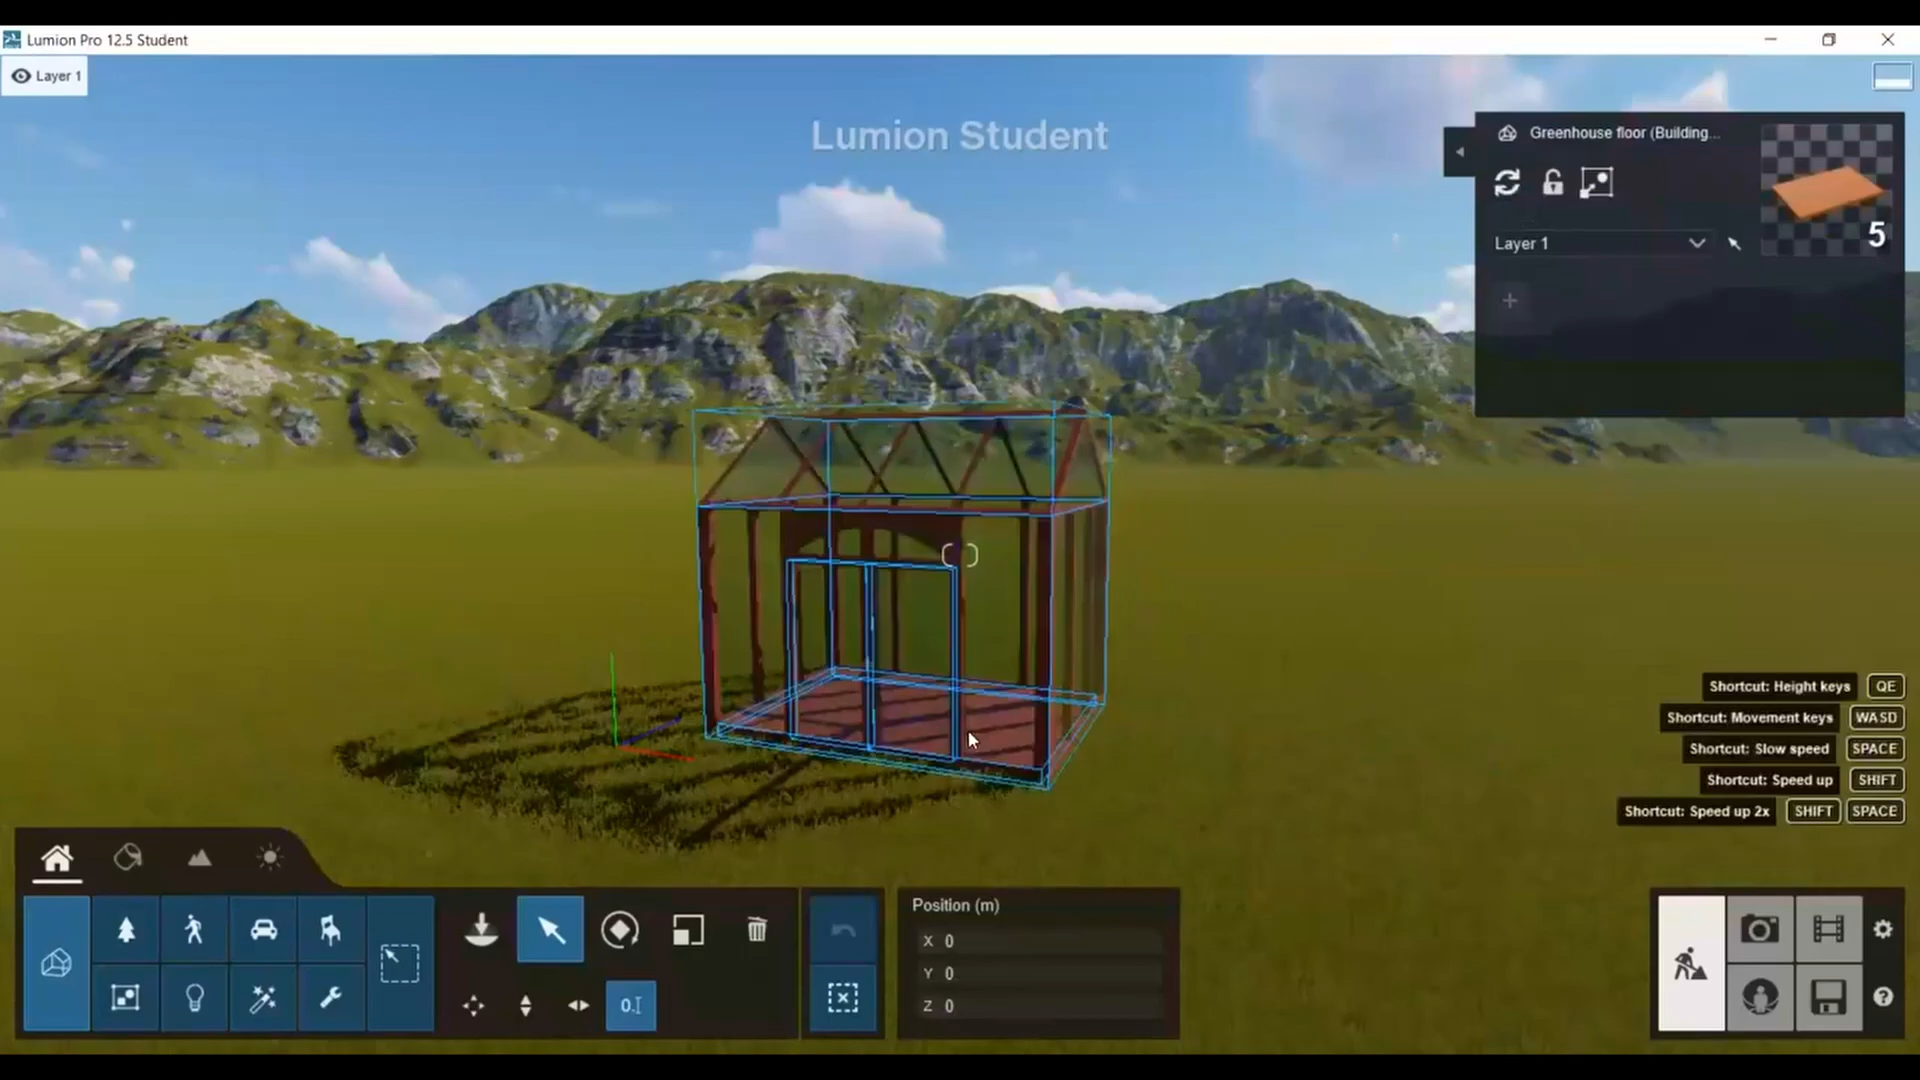 Lumion Pro 12.5 Student
Layer 1
Lumion Student
Greenhouse floor (Building...
5
Layer 1
Shortcut: Height keys QE
Shortcut: Movement keys WASD
Shortcut: Slow speed SPACE
Shortcut: Speed up SHIFT
Shortcut: Speed up 2x SHIFT SPACE
Position (m)
X 0
Y 0
Z 0